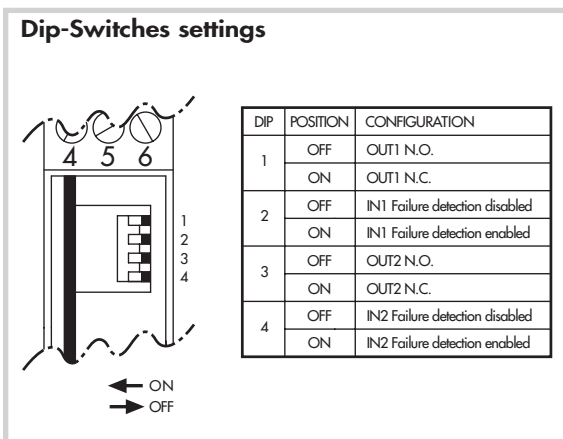 Dip-Switches settings
4 5 6
1
2
3
4
ON
OFF
DIP POSITION CONFIGURATION
1 OFF OUT1 N.O.
ON OUT1 N.C.
2 OFF IN1 Failure detection disabled
ON IN1 Failure detection enabled
3 OFF OUT2 N.O.
ON OUT2 N.C.
4 OFF IN2 Failure detection disabled
ON IN2 Failure detection enabled